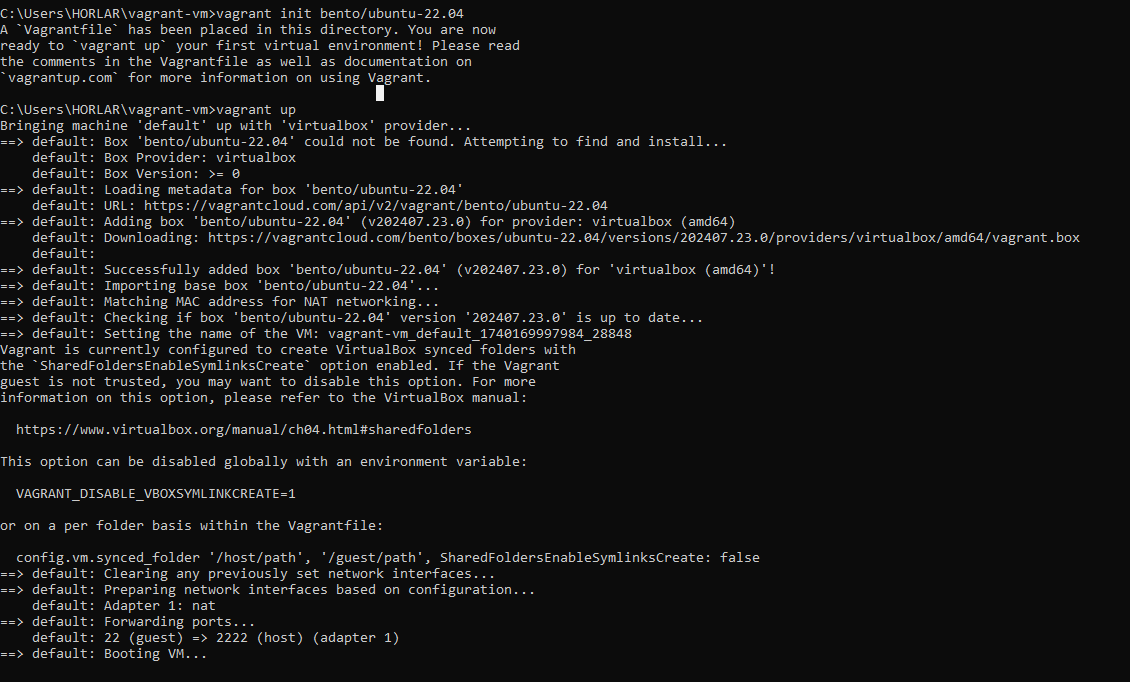 C:\Users\HORLAR\vagrant-vm>vagrant init bento/ubuntu-22.04
A `Vagrantfile` has been placed in this directory. You are now
ready to `vagrant up` your first virtual environment! Please read
the comments in the Vagrantfile as well as documentation on
`vagrantup.com` for more information on using Vagrant.
C:\Users\HORLAR\vagrant-vm>vagrant up
Bringing machine 'default' up with 'virtualbox' provider...
==> default: Box 'bento/ubuntu-22.04' could not be found. Attempting to find and install...
    default: Box Provider: virtualbox
    default: Box Version: >= 0
==> default: Loading metadata for box 'bento/ubuntu-22.04'
    default: URL: https://vagrantcloud.com/api/v2/vagrant/bento/ubuntu-22.04
==> default: Adding box 'bento/ubuntu-22.04' (v202407.23.0) for provider: virtualbox (amd64)
    default: Downloading: https://vagrantcloud.com/bento/boxes/ubuntu-22.04/versions/202407.23.0/providers/virtualbox/amd64/vagrant.box
    default:
==> default: Successfully added box 'bento/ubuntu-22.04' (v202407.23.0) for 'virtualbox (amd64)'!
==> default: Importing base box 'bento/ubuntu-22.04'...
==> default: Matching MAC address for NAT networking...
==> default: Checking if box 'bento/ubuntu-22.04' version '202407.23.0' is up to date...
==> default: Setting the name of the VM: vagrant-vm_default_1740169997984_28848
Vagrant is currently configured to create VirtualBox synced folders with
the `SharedFoldersEnableSymlinksCreate` option enabled. If the Vagrant
guest is not trusted, you may want to disable this option. For more
information on this option, please refer to the VirtualBox manual:
  https://www.virtualbox.org/manual/ch04.html#sharedfolders
This option can be disabled globally with an environment variable:
  VAGRANT_DISABLE_VBOXSYMLINKCREATE=1
or on a per folder basis within the Vagrantfile:
  config.vm.synced_folder '/host/path', '/guest/path', SharedFoldersEnableSymlinksCreate: false
==> default: Clearing any previously set network interfaces...
==> default: Preparing network interfaces based on configuration...
    default: Adapter 1: nat
==> default: Forwarding ports...
    default: 22 (guest) => 2222 (host) (adapter 1)
==> default: Booting VM...